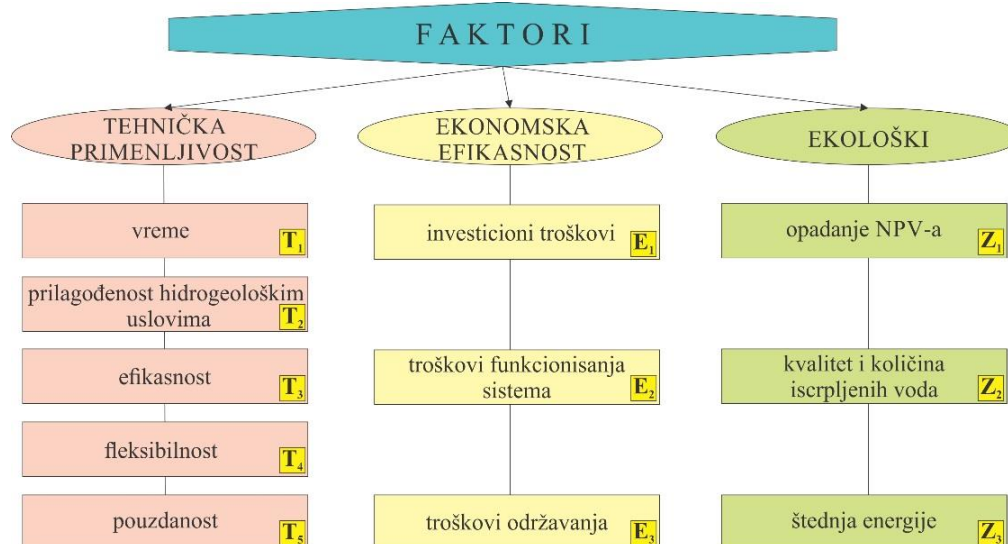 FAKTORI
TEHNIČKA
PRIMENLJIVOST
vreme
T1
prilagođenost hidrogeološkim
uslovima
T2
efikasnost
T3
fleksibilnost
T4
pouzdanost
T5
EKONOMSKA
EFIKASNOST
investicioni troškovi
E1
troškovi funkcionisanja
sistema
E2
troškovi održavanja
E3
EKOLOŠKI
opadanje NPV-a
Z1
kvalitet i količina
iscrpljenih voda
Z2
štednja energije
Z3